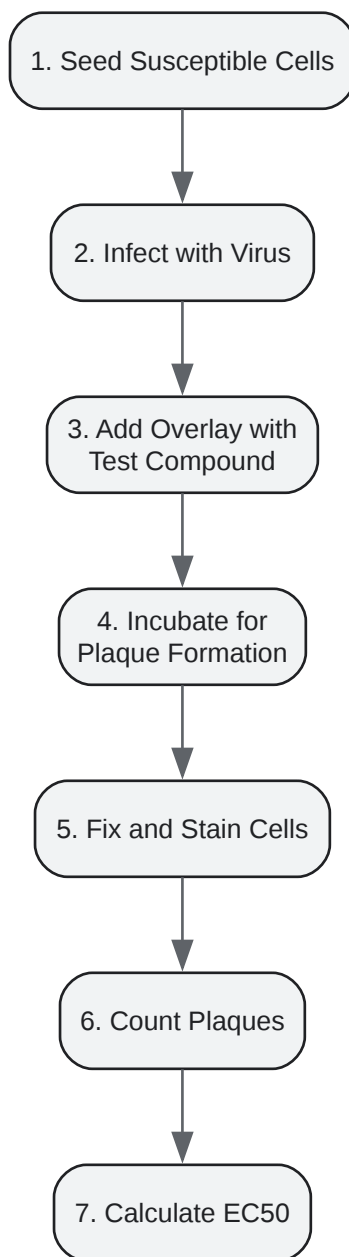 1. Seed Susceptible Cells
2. Infect with Virus
3. Add Overlay with
Test Compound
4. Incubate for
Plaque Formation
5. Fix and Stain Cells
6. Count Plaques
7. Calculate EC50